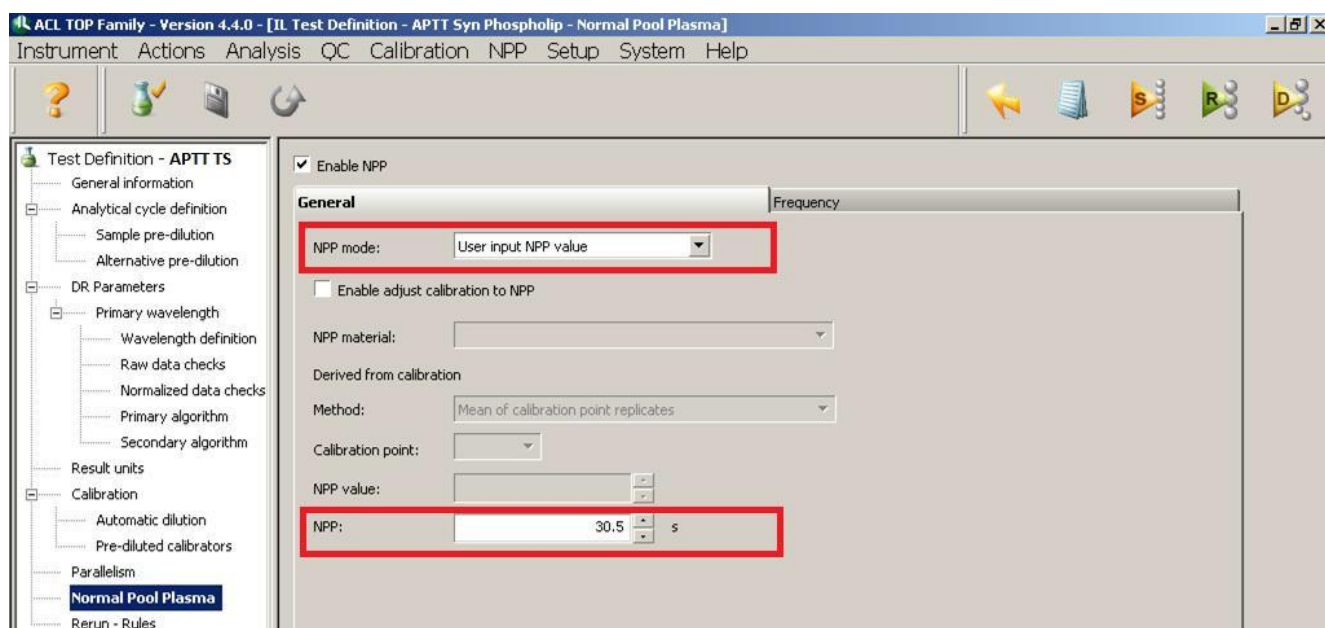 ACL TOP Family - Version 4.4.0 - [IL Test Definition - APTT Syn Phospholip - Normal Pool Plasma]
Instrument Actions Analysis QC Calibration NPP Setup System Help
S R D
Test Definition - APTT TS
General information
Analytical cycle definition
Sample pre-dilution
Alternative pre-dilution
DR Parameters
Primary wavelength
Wavelength definition
Raw data checks
Normalized data checks
Primary algorithm
Secondary algorithm
Result units
Calibration
Automatic dilution
Pre-diluted calibrators
Parallelism
Normal Pool Plasma
Rerun - Rules
Enable NPP
General Frequency
NPP mode: User input NPP value
Enable adjust calibration to NPP
NPP material:
Derived from calibration
Method: Mean of calibration point replicates
Calibration point:
NPP value:
NPP: 30.5 s